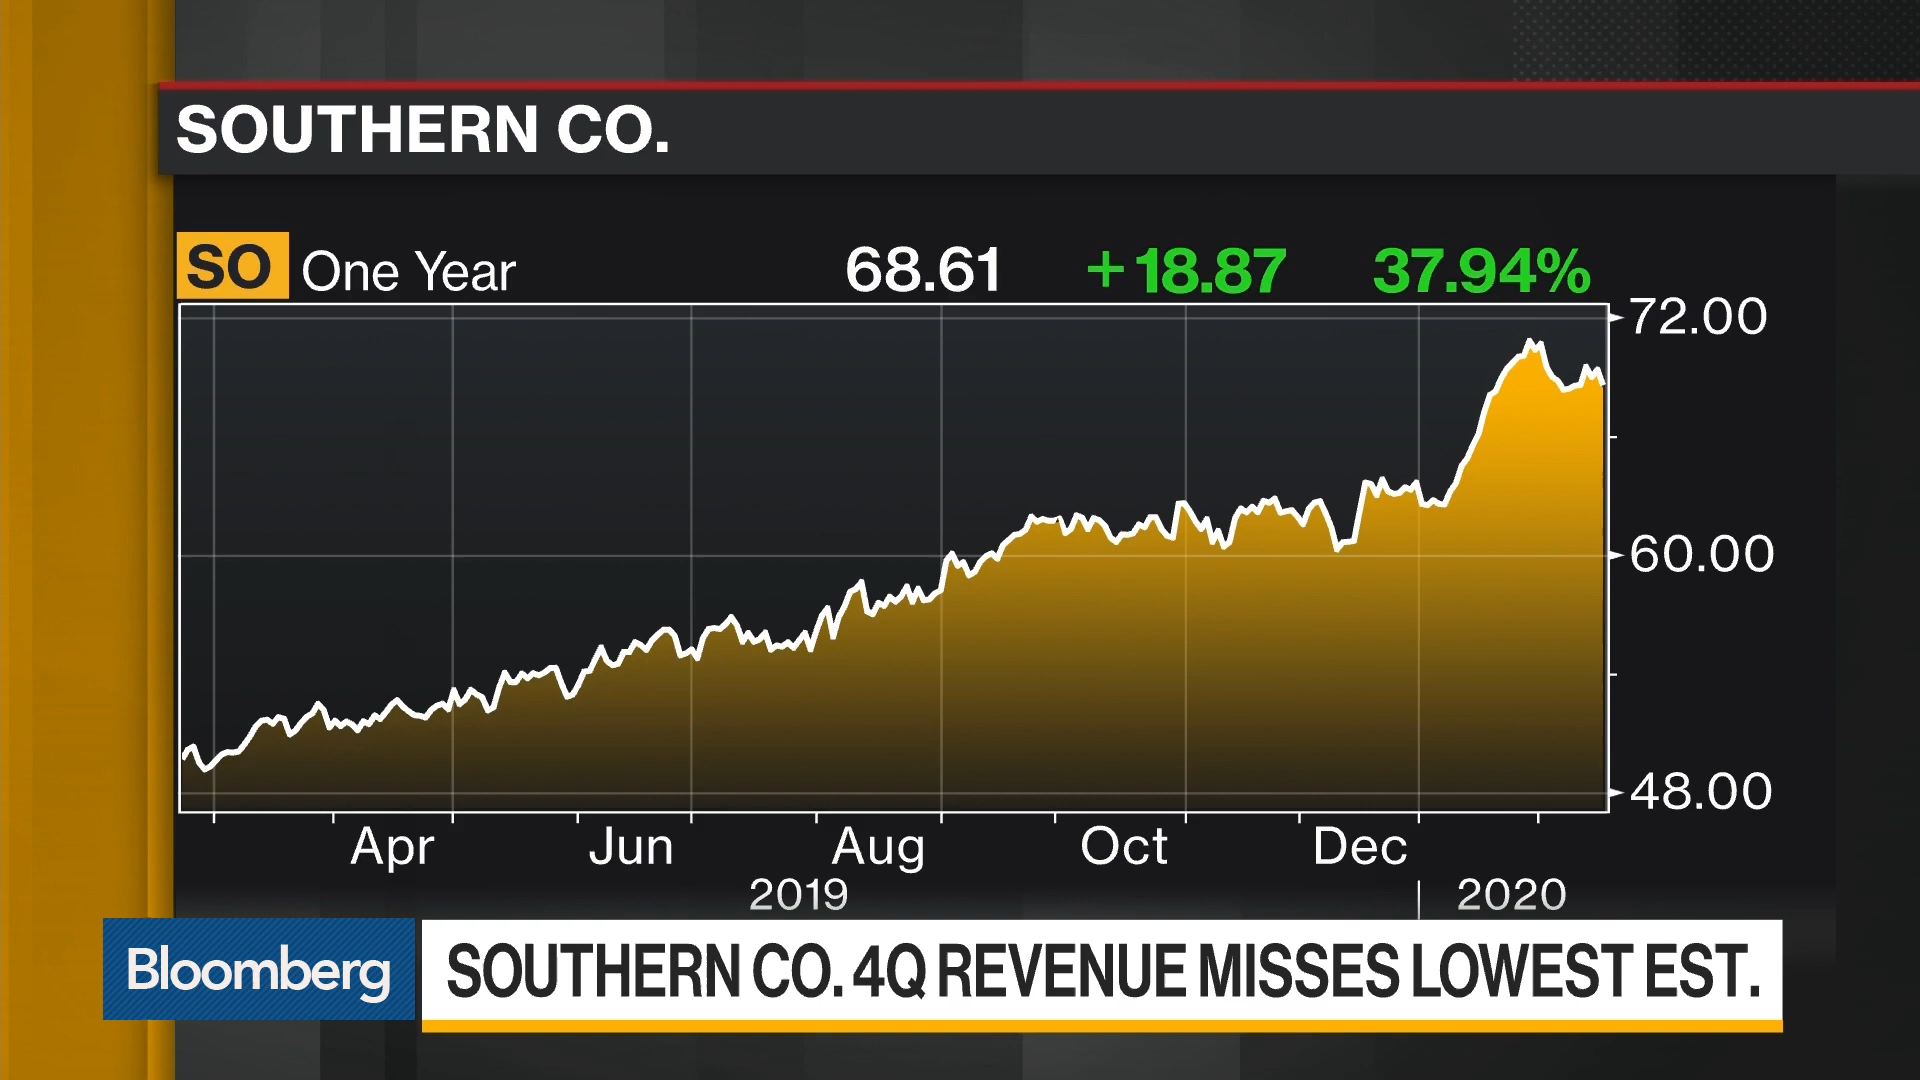 SOUTHERN CO.
SO One Year 68.61 +18.87 37.94%
72.00
60.00
48.00
Apr Jun Aug Oct Dec
2019 2020
Bloomberg SOUTHERN CO. 4Q REVENUE MISSES LOWEST EST.